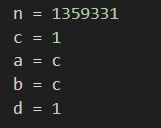 n = 1359331
c = 1
a = c
b = c
d = 1